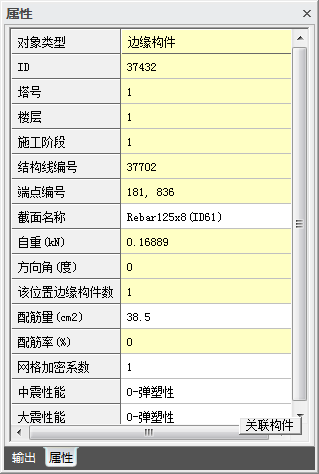 属性
对象类型 边缘构件
ID 37432
塔号 1
楼层 1
施工阶段 1
结构线编号 37702
端点编号 181, 836
截面名称 Rebar125x8(ID61)
自重(kN) 0.16889
方向角(度) 0
该位置边缘构件数 1
配筋量(cm2) 38.5
配筋率(%) 0
网格加密系数 1
中震性能 0-弹塑性
大震性能 0-弹塑性
关联构件
输出 属性